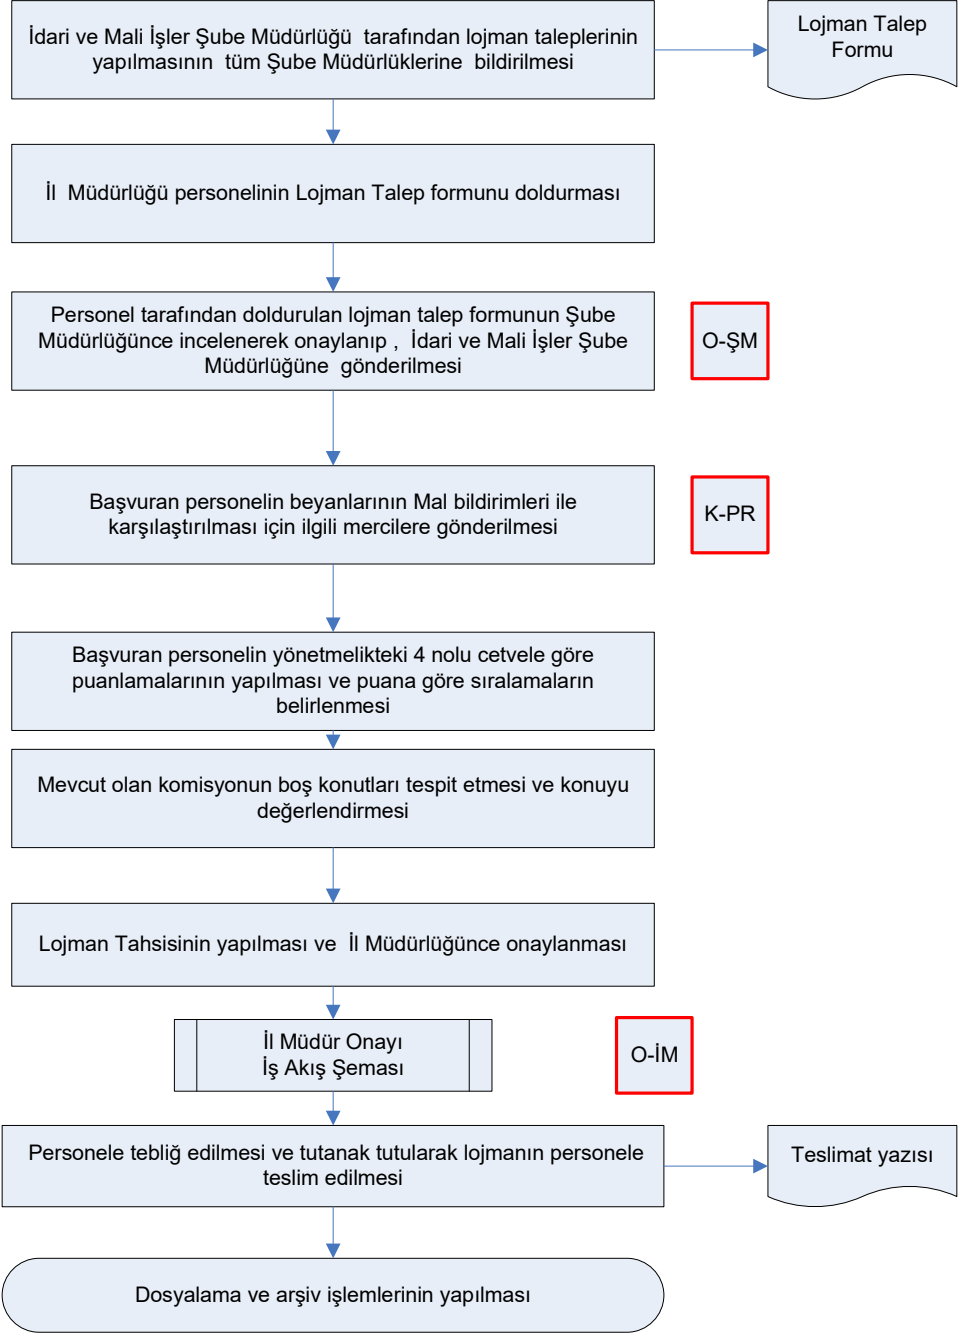 İdari ve Mali İşler Şube Müdürlüğü tarafından lojman taleplerinin
yapılmasının tüm Şube Müdürlüklerine bildirilmesi
Lojman Talep
Formu
İl Müdürlüğü personelinin Lojman Talep formunu doldurması
Personel tarafından doldurulan lojman talep formunun Şube
Müdürlüğünce incelenerek onaylanıp , İdari ve Mali İşler Şube
Müdürlüğüne gönderilmesi
O-ŞM
Başvuran personelin beyanlarının Mal bildirimleri ile
karşılaştırılması için ilgili mercilere gönderilmesi
K-PR
Başvuran personelin yönetmelikteki 4 nolu cetvele göre
puanlamalarının yapılması ve puana göre sıralamaların
belirlenmesi
Mevcut olan komisyonun boş konutları tespit etmesi ve konuyu
değerlendirmesi
Lojman Tahsisinin yapılması ve İl Müdürlüğünce onaylanması
İl Müdür Onayı
İş Akış Şeması
O-İM
Personele tebliğ edilmesi ve tutanak tutularak lojmanın personele
teslim edilmesi
Teslimat yazısı
Dosyalama ve arşiv işlemlerinin yapılması